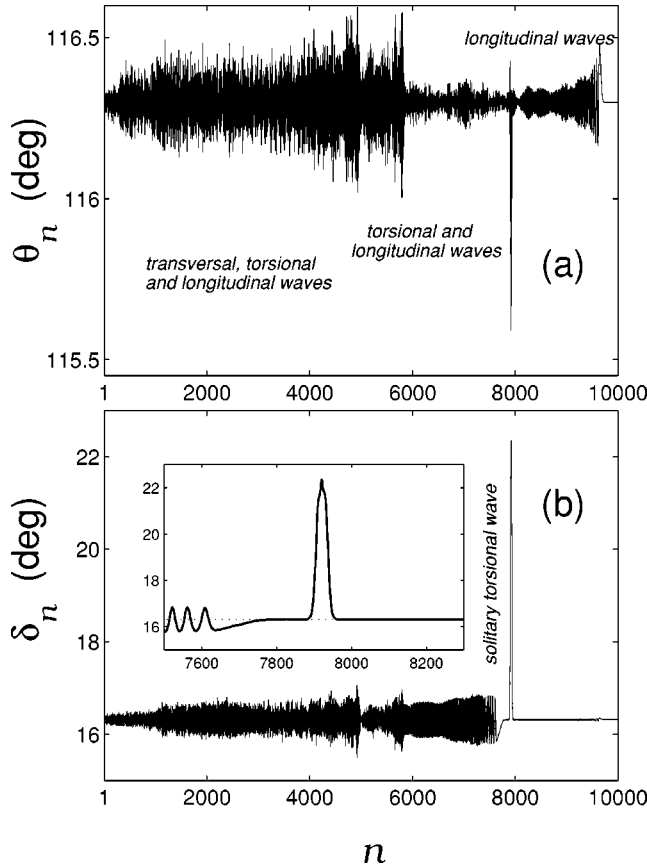 116.5
116
115.5
θn (deg)
longitudinal waves
torsional and
longitudinal waves
transversal, torsional
and longitudinal waves
(a)
1 2000 4000 6000 8000 10000
22
20
18
16
δn (deg)
22
20
18
16
7600 7800 8000 8200
solitary torsional wave
(b)
1 2000 4000 6000 8000 10000
n